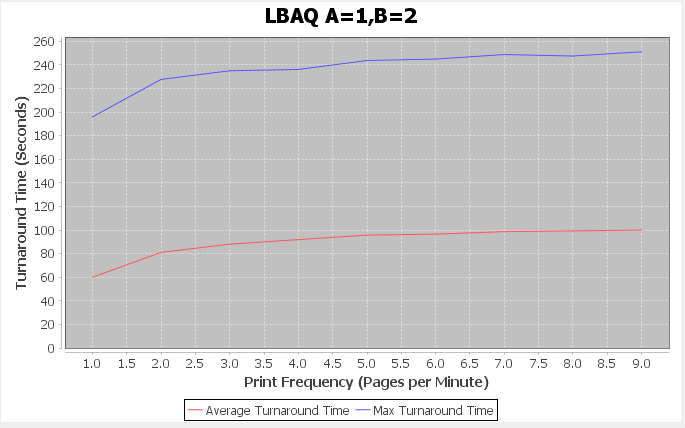 LBAQ A=1,B=2
Turnaround Time (Seconds)
260
240
220
200
180
160
140
120
100
80
60
40
20
0
1.0 1.5 2.0 2.5 3.0 3.5 4.0 4.5 5.0 5.5 6.0 6.5 7.0 7.5 8.0 8.5 9.0
Print Frequency (Pages per Minute)
Average Turnaround Time Max Turnaround Time